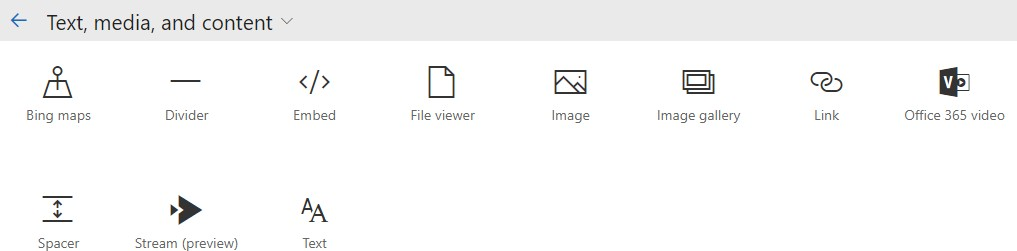 Text, media, and content
Bing maps Divider Embed File viewer Image Image gallery Link Office 365 video
Spacer Stream (preview) Text